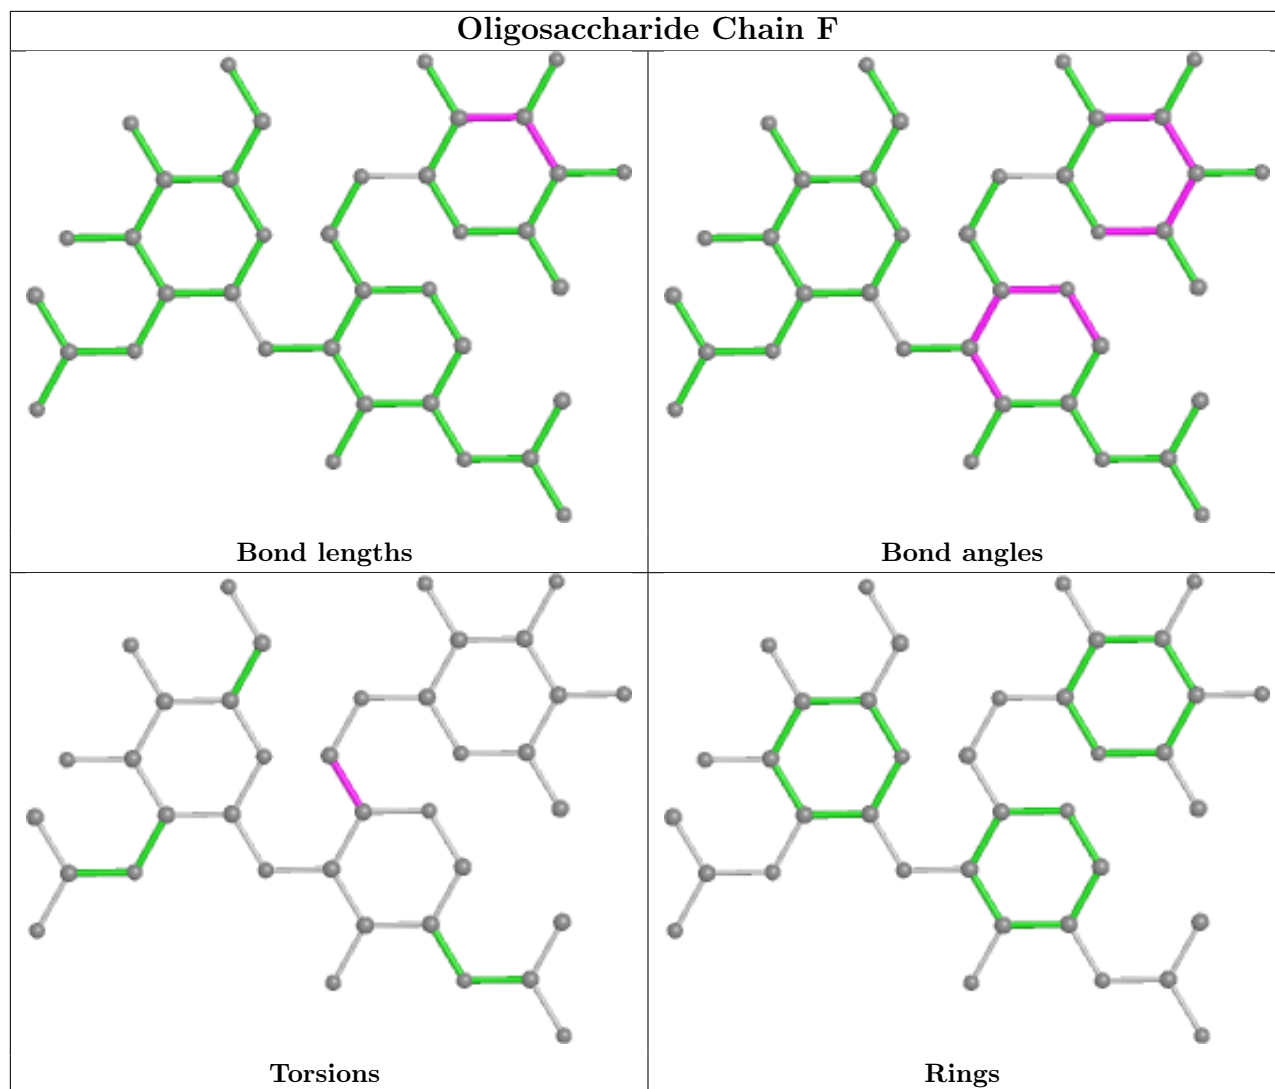 Oligosaccharide Chain F
Bond lengths
Bond angles
Torsions
Rings